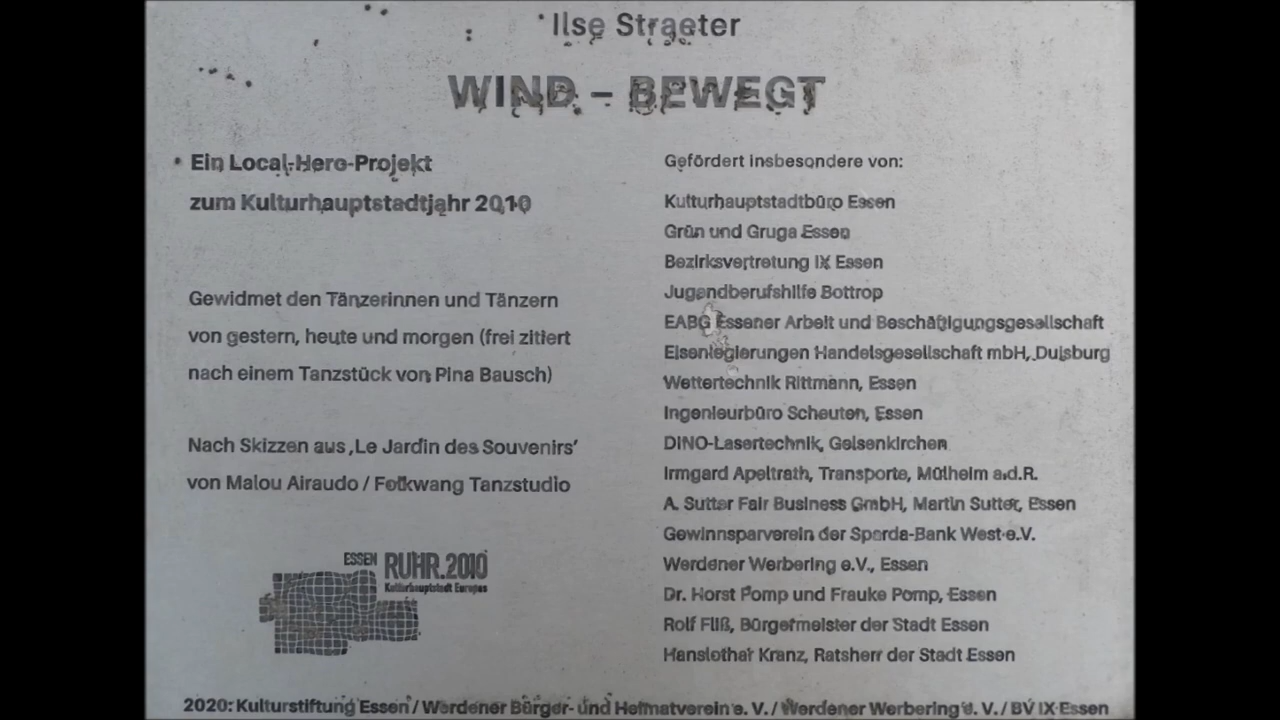 Ilse Straeter
WIND – BEWEGT
Ein Local-Hero-Projekt
zum Kulturhauptstadtjahr 2010
Gewidmet den Tänzerinnen und Tänzern
von gestern, heute und morgen (frei zitiert
nach einem Tanzstück von Pina Bausch)
Nach Skizzen aus ‚Le Jardin des Souvenirs‘
von Malou Airaudo / Folkwang Tanzstudio
ESSEN RUHR.2010
Kulturhauptstadt Europas
Gefördert insbesondere von:
Kulturhauptstadtbüro Essen
Grün und Gruga Essen
Bezirksvertretung IX Essen
Jugendberufshilfe Bottrop
EABG Essener Arbeit und Beschäftigungsgesellschaft
Eisenlegierungen Handelsgesellschaft mbH, Duisburg
Wettertechnik Rittmann, Essen
Ingenieurbüro Scheuten, Essen
DINO-Lasertechnik, Gelsenkirchen
Irmgard Apeltrath, Transporte, Mülheim a.d.R.
A. Sutter Fair Business GmbH, Martin Sutter, Essen
Gewinnsparverein der Sparda-Bank West e.V.
Werdener Werbering e.V., Essen
Dr. Horst Pomp und Frauke Pomp, Essen
Rolf Fliß, Bürgermeister der Stadt Essen
Hanslothar Kranz, Ratsherr der Stadt Essen
2020: Kulturstiftung Essen / Werdener Bürger- und Heimatverein e. V. / Werdener Werbering e. V. / BV IX Essen